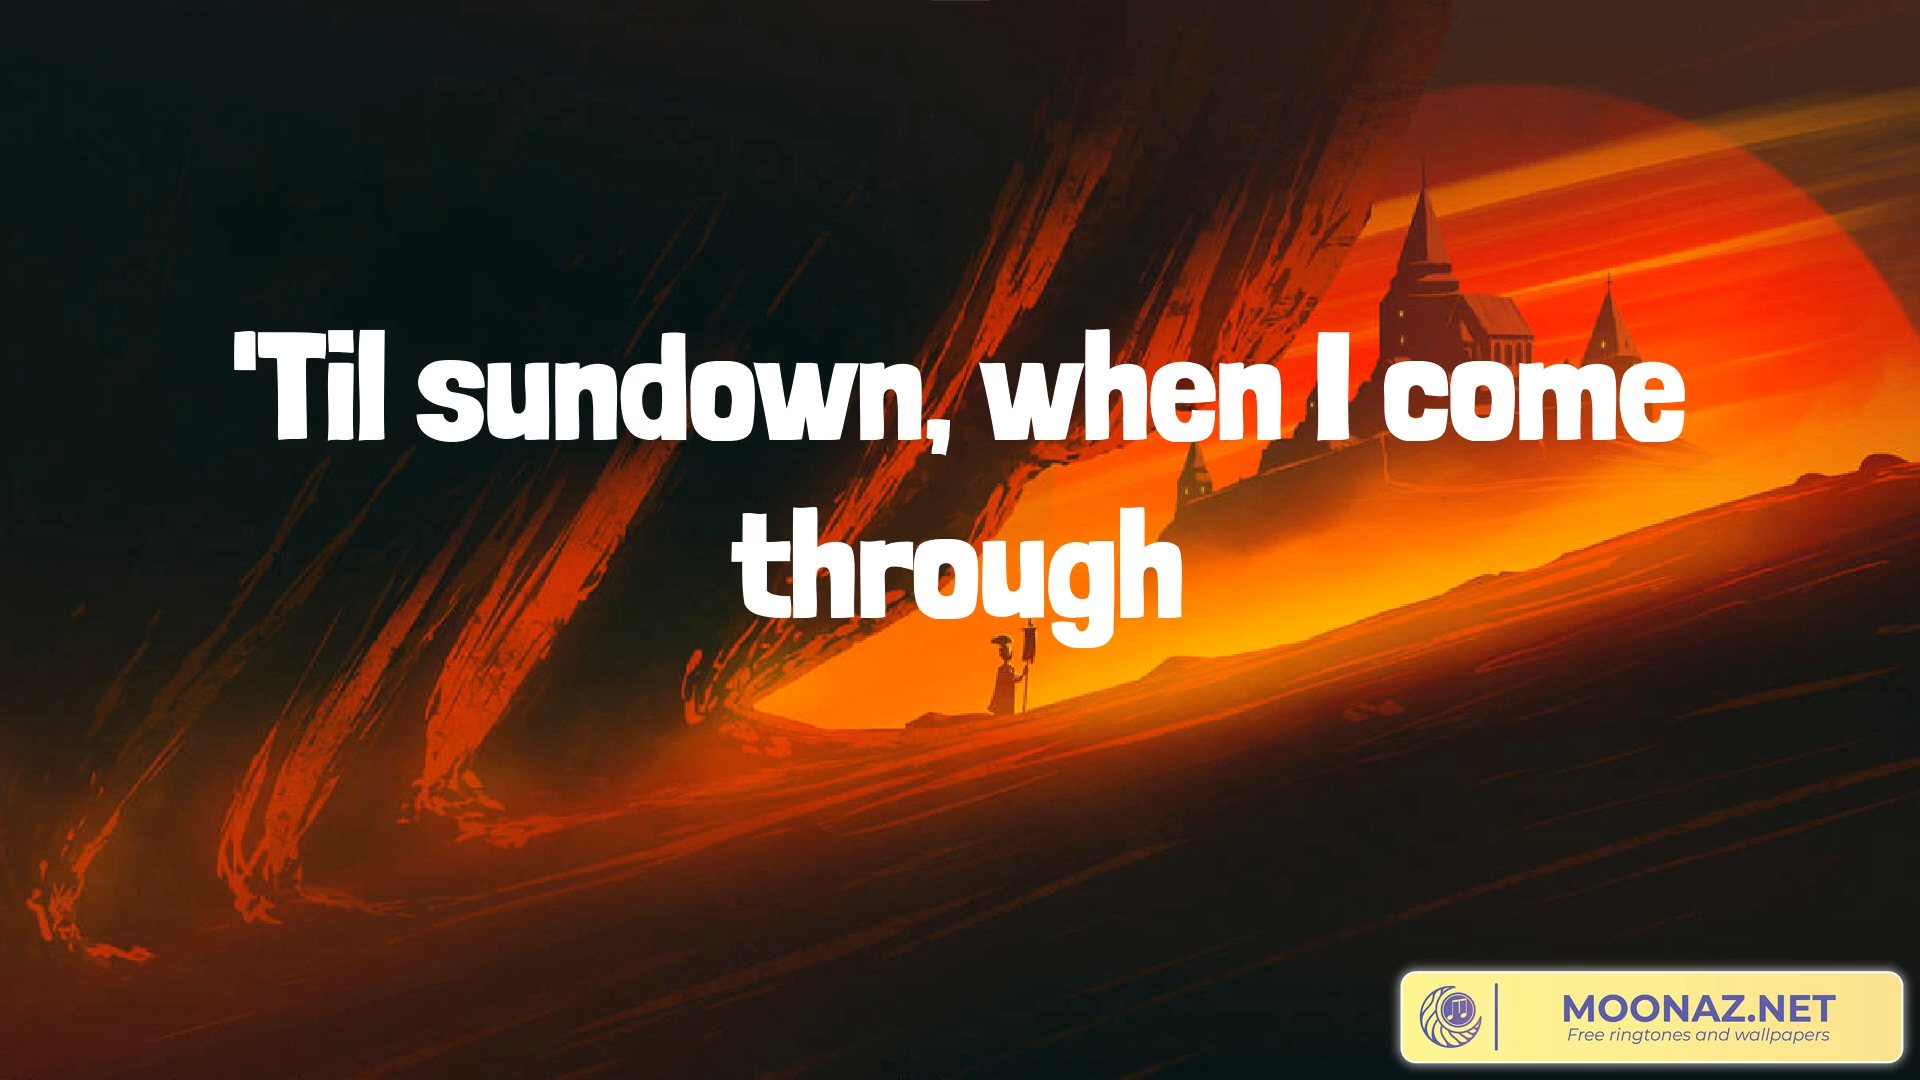 'Til sundown, when I come
through
MOONAZ.NET
Free ringtones and wallpapers